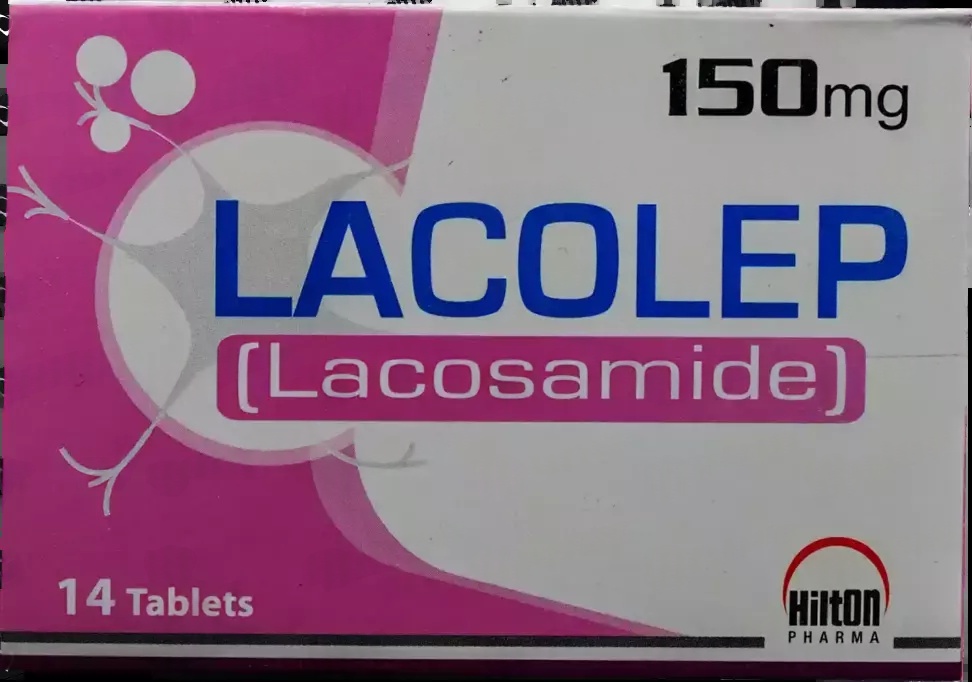 150mg
LACOLEP
(Lacosamide)
14 Tablets
HiltON
PHARMA